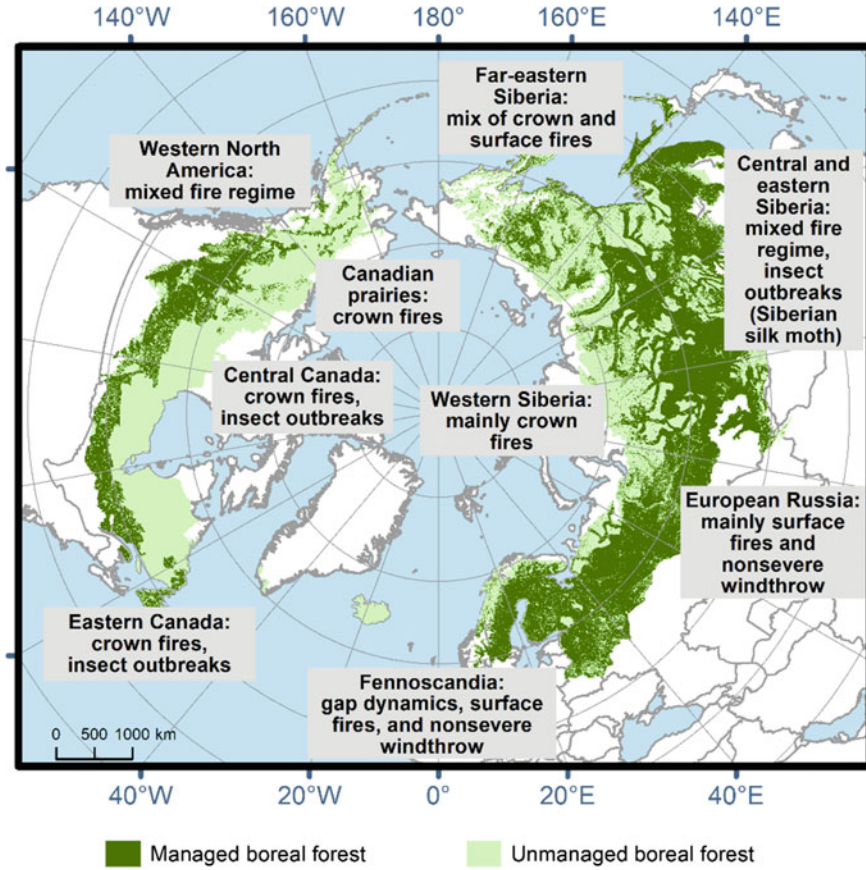 140°W 160°W 180° 160°E 140°E
Far-eastern
Siberia:
mix of crown and
surface fires
Western North
America:
mixed fire regime
Central and
eastern
Siberia:
mixed fire
regime,
insect
outbreaks
(Siberian
silk moth)
Canadian
prairies:
crown fires
Central Canada:
crown fires,
insect outbreaks
Western Siberia:
mainly crown
fires
European Russia:
mainly surface
fires and
nonsevere
windthrow
Eastern Canada:
crown fires,
insect outbreaks
Fennoscandia:
gap dynamics, surface
fires, and nonsevere
windthrow
0 500 1000 km
40°W 20°W 0° 20°E 40°E
Managed boreal forest
Unmanaged boreal forest